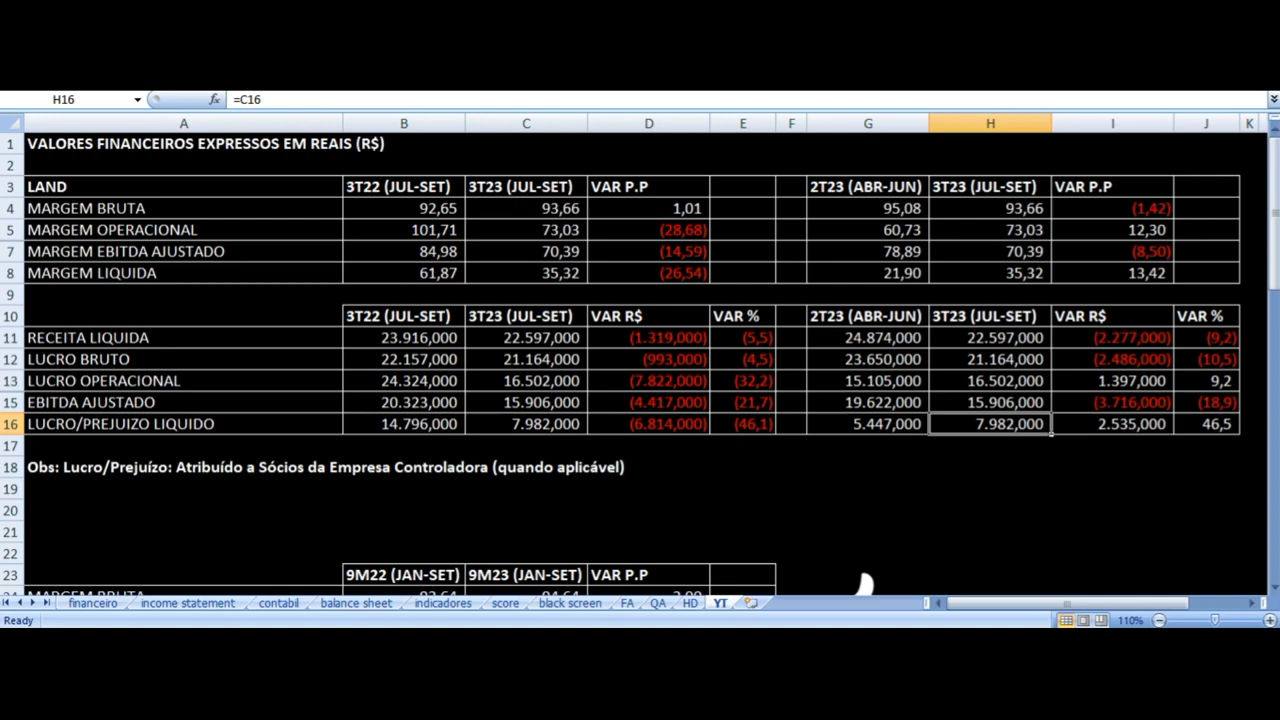 H16 fx =C16
A B C D E F G H I J K
1 VALORES FINANCEIROS EXPRESSOS EM REAIS (R$)
2
3 LAND 3T22 (JUL-SET) 3T23 (JUL-SET) VAR P.P 2T23 (ABR-JUN) 3T23 (JUL-SET) VAR P.P
4 MARGEM BRUTA 92,65 93,66 1,01 95,08 93,66 (1,42)
5 MARGEM OPERACIONAL 101,71 73,03 (28,68) 60,73 73,03 12,30
7 MARGEM EBITDA AJUSTADO 84,98 70,39 (14,59) 78,89 70,39 (8,50)
8 MARGEM LIQUIDA 61,87 35,32 (26,54) 21,90 35,32 13,42
9
10 3T22 (JUL-SET) 3T23 (JUL-SET) VAR R$ VAR % 2T23 (ABR-JUN) 3T23 (JUL-SET) VAR R$ VAR %
11 RECEITA LIQUIDA 23.916,000 22.597,000 (1.319,000) (5,5) 24.874,000 22.597,000 (2.277,000) (9,2)
12 LUCRO BRUTO 22.157,000 21.164,000 (993,000) (4,5) 23.650,000 21.164,000 (2.486,000) (10,5)
13 LUCRO OPERACIONAL 24.324,000 16.502,000 (7.822,000) (32,2) 15.105,000 16.502,000 1.397,000 9,2
15 EBITDA AJUSTADO 20.323,000 15.906,000 (4.417,000) (21,7) 19.622,000 15.906,000 (3.716,000) (18,9)
16 LUCRO/PREJUIZO LIQUIDO 14.796,000 7.982,000 (6.814,000) (46,1) 5.447,000 7.982,000 2.535,000 46,5
17
18 Obs: Lucro/Prejuízo: Atribuído a Sócios da Empresa Controladora (quando aplicável)
19
20
21
22
23 9M22 (JAN-SET) 9M23 (JAN-SET) VAR P.P
financeiro income statement contabil balance sheet indicadores score black screen FA QA HD YT
Ready 110%